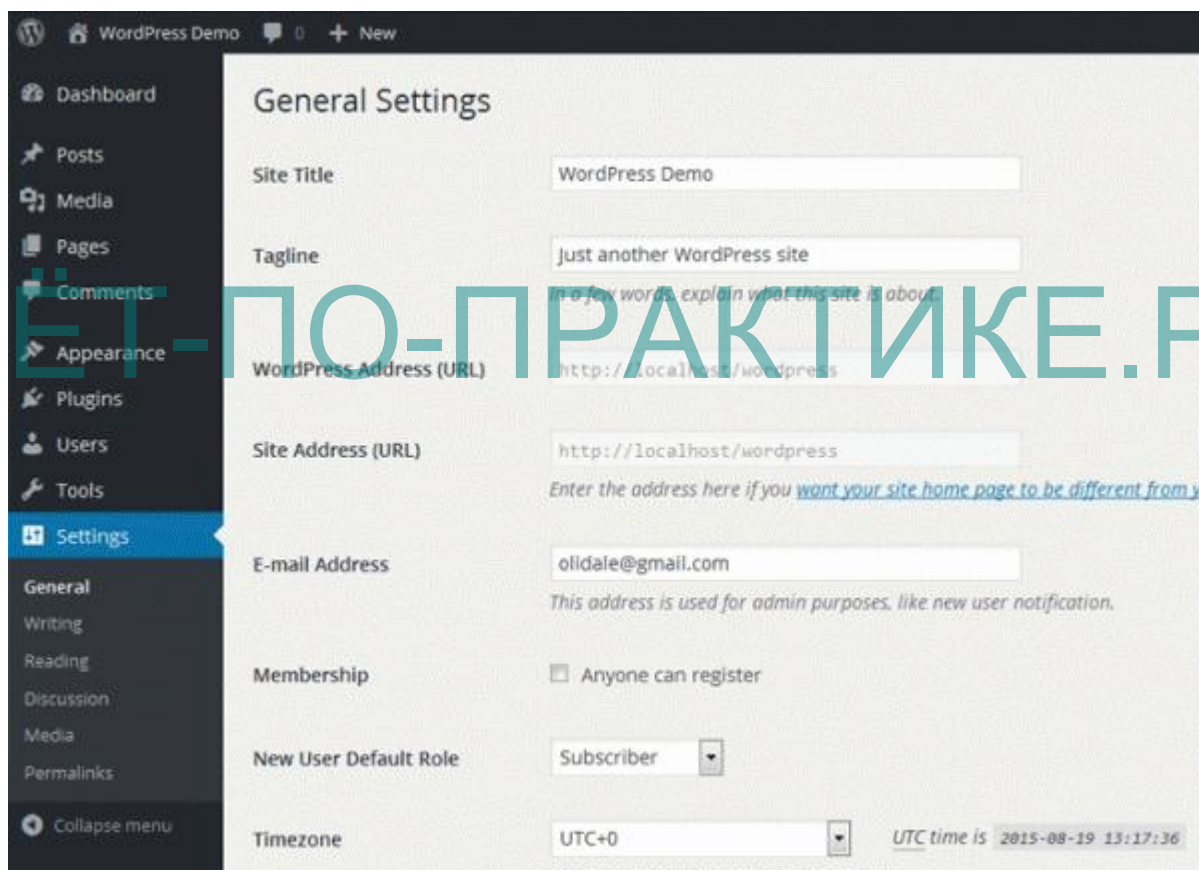 WordPress Demo 0 + New
Dashboard
Posts
Media
Pages
Comments
Appearance
Plugins
Users
Tools
Settings
General
Writing
Reading
Discussion
Media
Permalinks
Collapse menu
General Settings
Site Title WordPress Demo
Tagline Just another WordPress site
In a few words, explain what this site is about.
WordPress Address (URL) http://localhost/wordpress
Site Address (URL) http://localhost/wordpress
Enter the address here if you want your site home page to be different from y
E-mail Address olidale@gmail.com
This address is used for admin purposes, like new user notification.
Membership Anyone can register
New User Default Role Subscriber
Timezone UTC+0 UTC time is 2015-08-19 13:17:36
ЁТ-ПО-ПРАКТИКЕ.Р